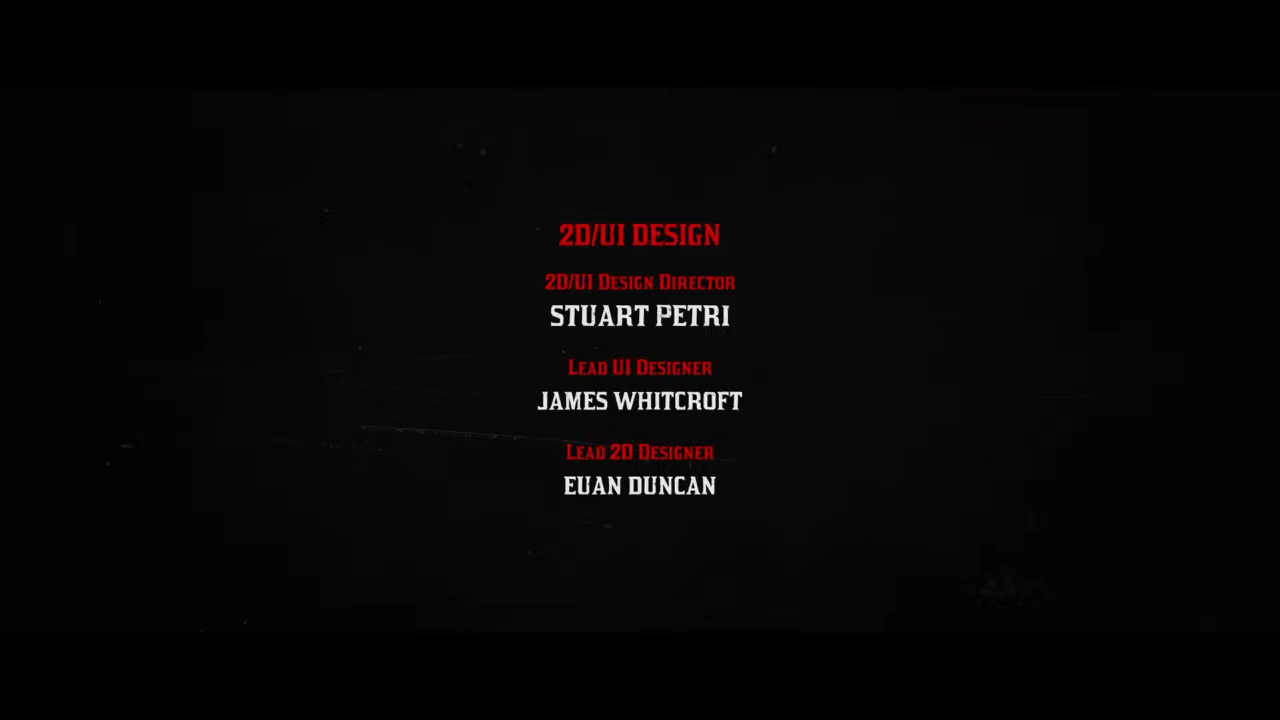 2D/UI DESIGN
2D/UI Design Director
STUART PETRI
Lead UI Designer
JAMES WHITCROFT
Lead 2D Designer
EUAN DUNCAN